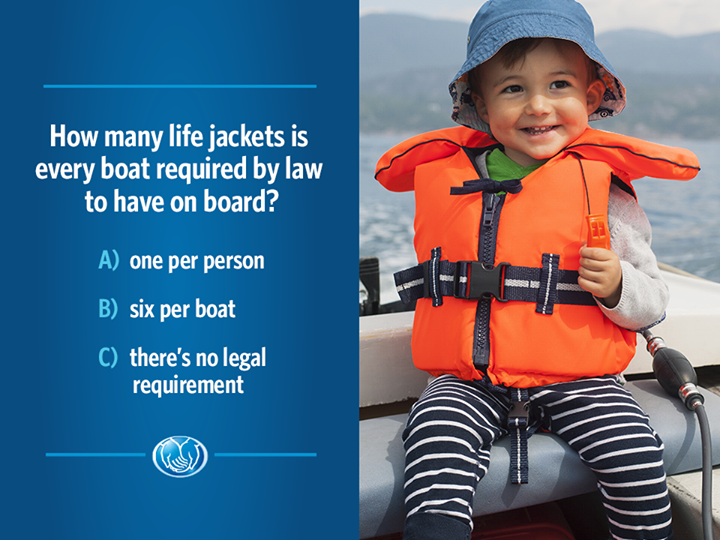 How many life jackets is
every boat required by law
to have on board?
A) one per person
B) six per boat
C) there's no legal
requirement